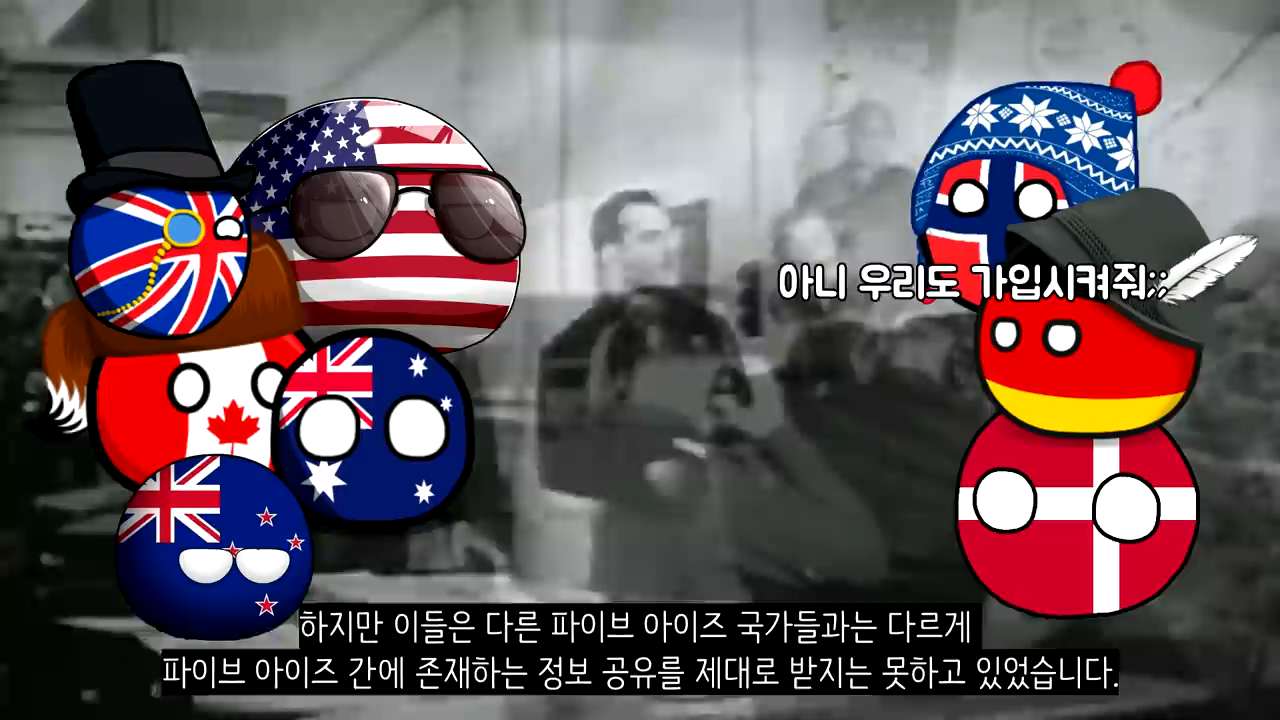 아니 우리도 가입시켜줘;;
하지만 이들은 다른 파이브 아이즈 국가들과는 다르게
파이브 아이즈 간에 존재하는 정보 공유를 제대로 받지는 못하고 있었습니다.